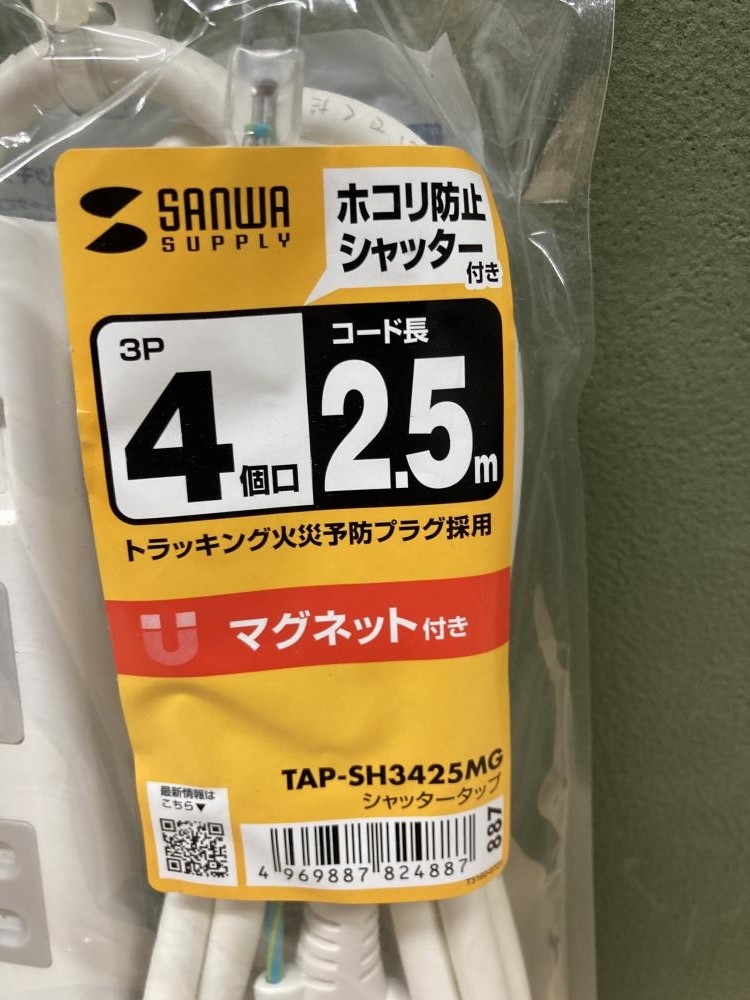 SANWA
SUPPLY
ホコリ防止
シャッター付き
3P
4個口
コード長
2.5m
トラッキング火災予防プラグ採用
マグネット付き
TAP-SH3425MG
シャッタータップ
最新情報は
こちら▼
887
4 969887 824887